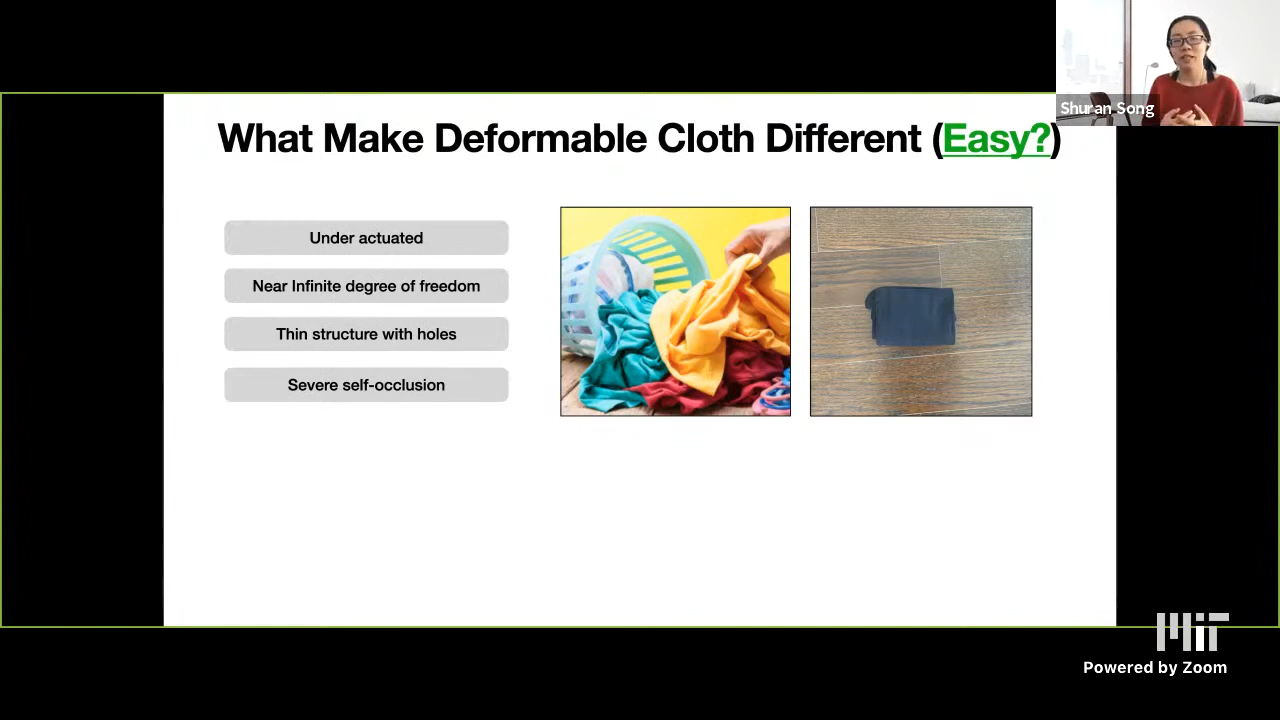 Shuran Song
What Make Deformable Cloth Different (Easy?)
Under actuated
Near Infinite degree of freedom
Thin structure with holes
Severe self-occlusion
MIT
Powered by Zoom